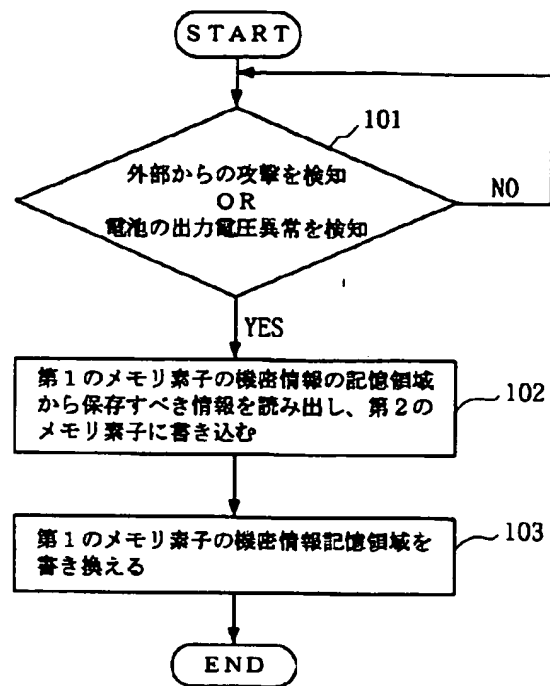 START
101
外部からの攻撃を検知
OR
電池の出力電圧異常を検知
NO
YES
第1のメモリ素子の機密情報の記憶領域
から保存すべき情報を読み出し、第2の
メモリ素子に書き込む
102
第1のメモリ素子の機密情報記憶領域を
書き換える
103
END